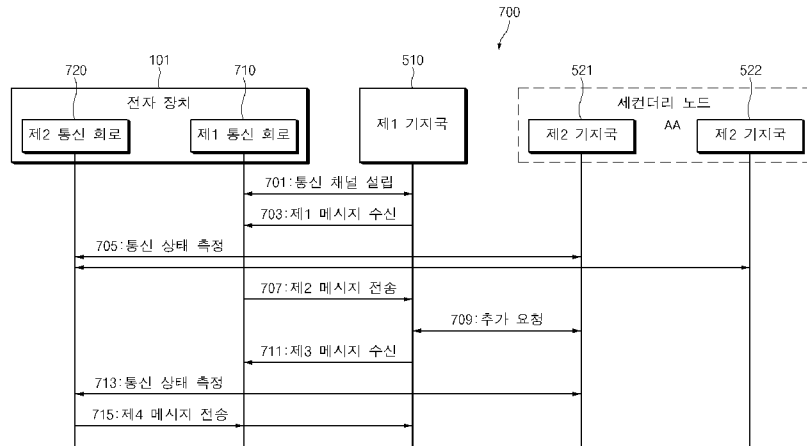 700
101
720
710
510
521
522
전자 장치
세컨더리 노드
제2 통신 회로
제1 통신 회로
제1 기지국
제2 기지국
AA
제2 기지국
701:통신 채널 설립
703:제1 메시지 수신
705:통신 상태 측정
707:제2 메시지 전송
709:추가 요청
711:제3 메시지 수신
713:통신 상태 측정
715:제4 메시지 전송